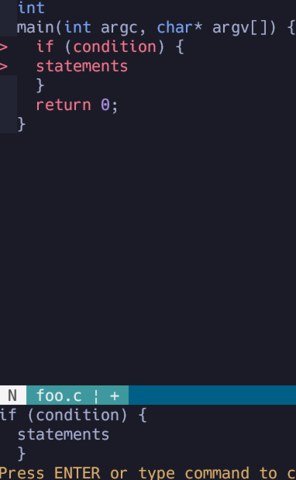 int
main(int argc, char* argv[]) {
> if (condition) {
> statements
}
return 0;
}
N foo.c ¦ +
if (condition) {
statements
}
Press ENTER or type command to c